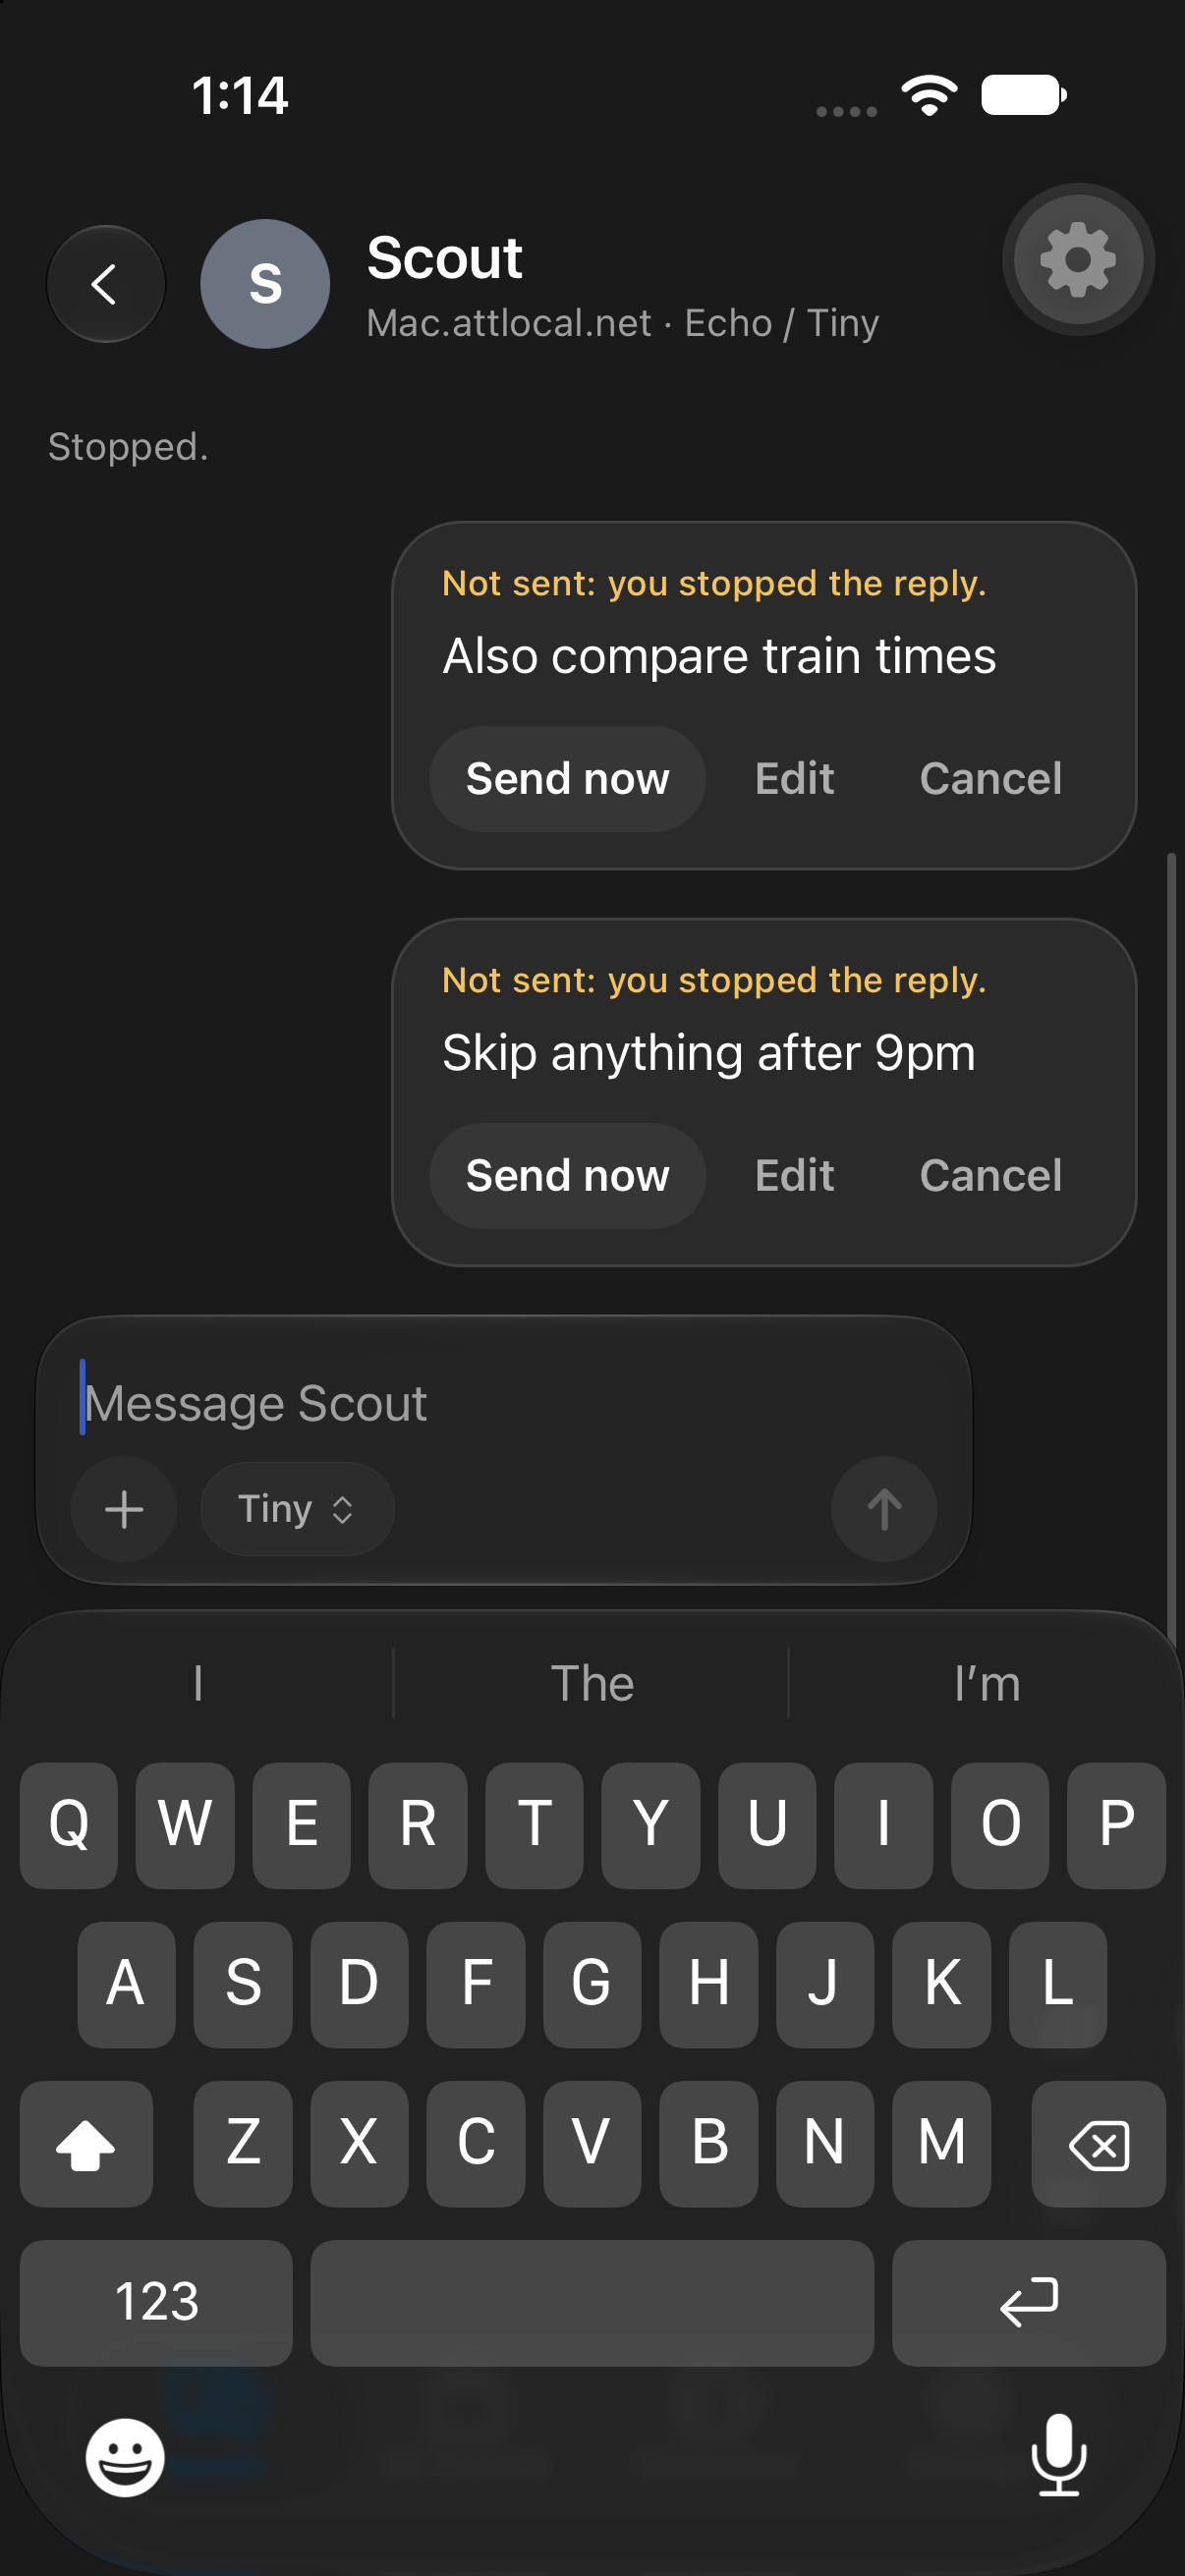 1:14
S
Scout
Mac.attlocal.net · Echo / Tiny
Stopped.
Not sent: you stopped the reply.
Also compare train times
Send now Edit Cancel
Not sent: you stopped the reply.
Skip anything after 9pm
Send now Edit Cancel
Message Scout
Tiny
I The I’m
Q W E R T Y U I O P
A S D F G H J K L
Z X C V B N M
123